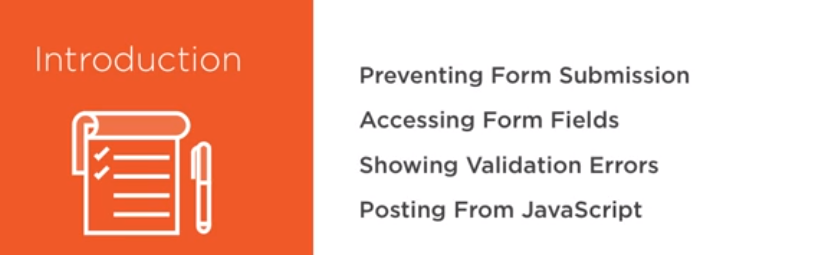 Introduction
Preventing Form Submission
Accessing Form Fields
Showing Validation Errors
Posting From JavaScript